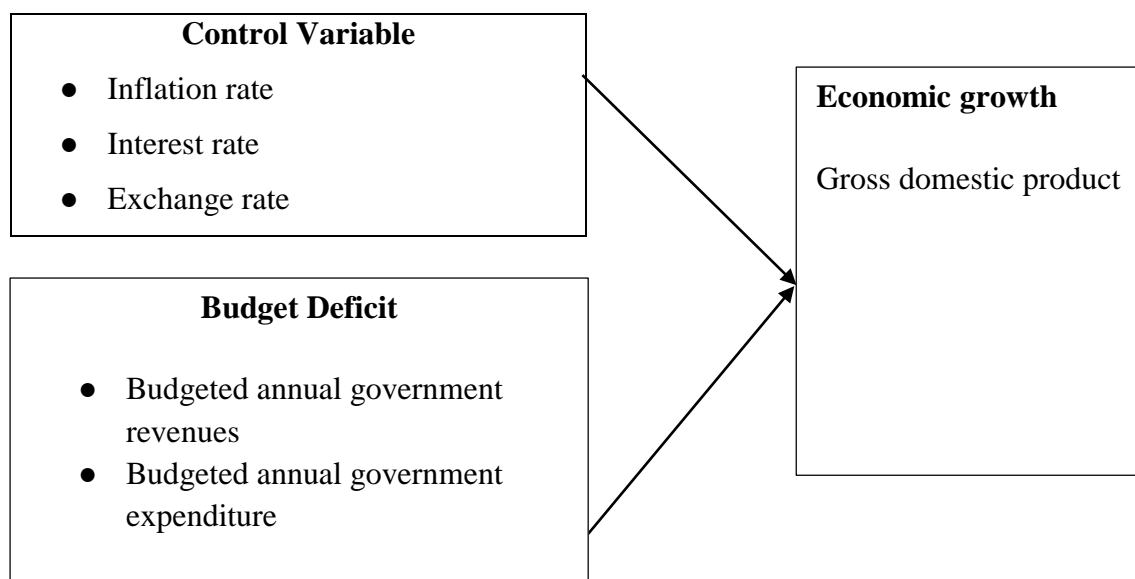 Control Variable
● Inflation rate
● Interest rate
● Exchange rate
Budget Deficit
● Budgeted annual government
revenues
● Budgeted annual government
expenditure
Economic growth
Gross domestic product